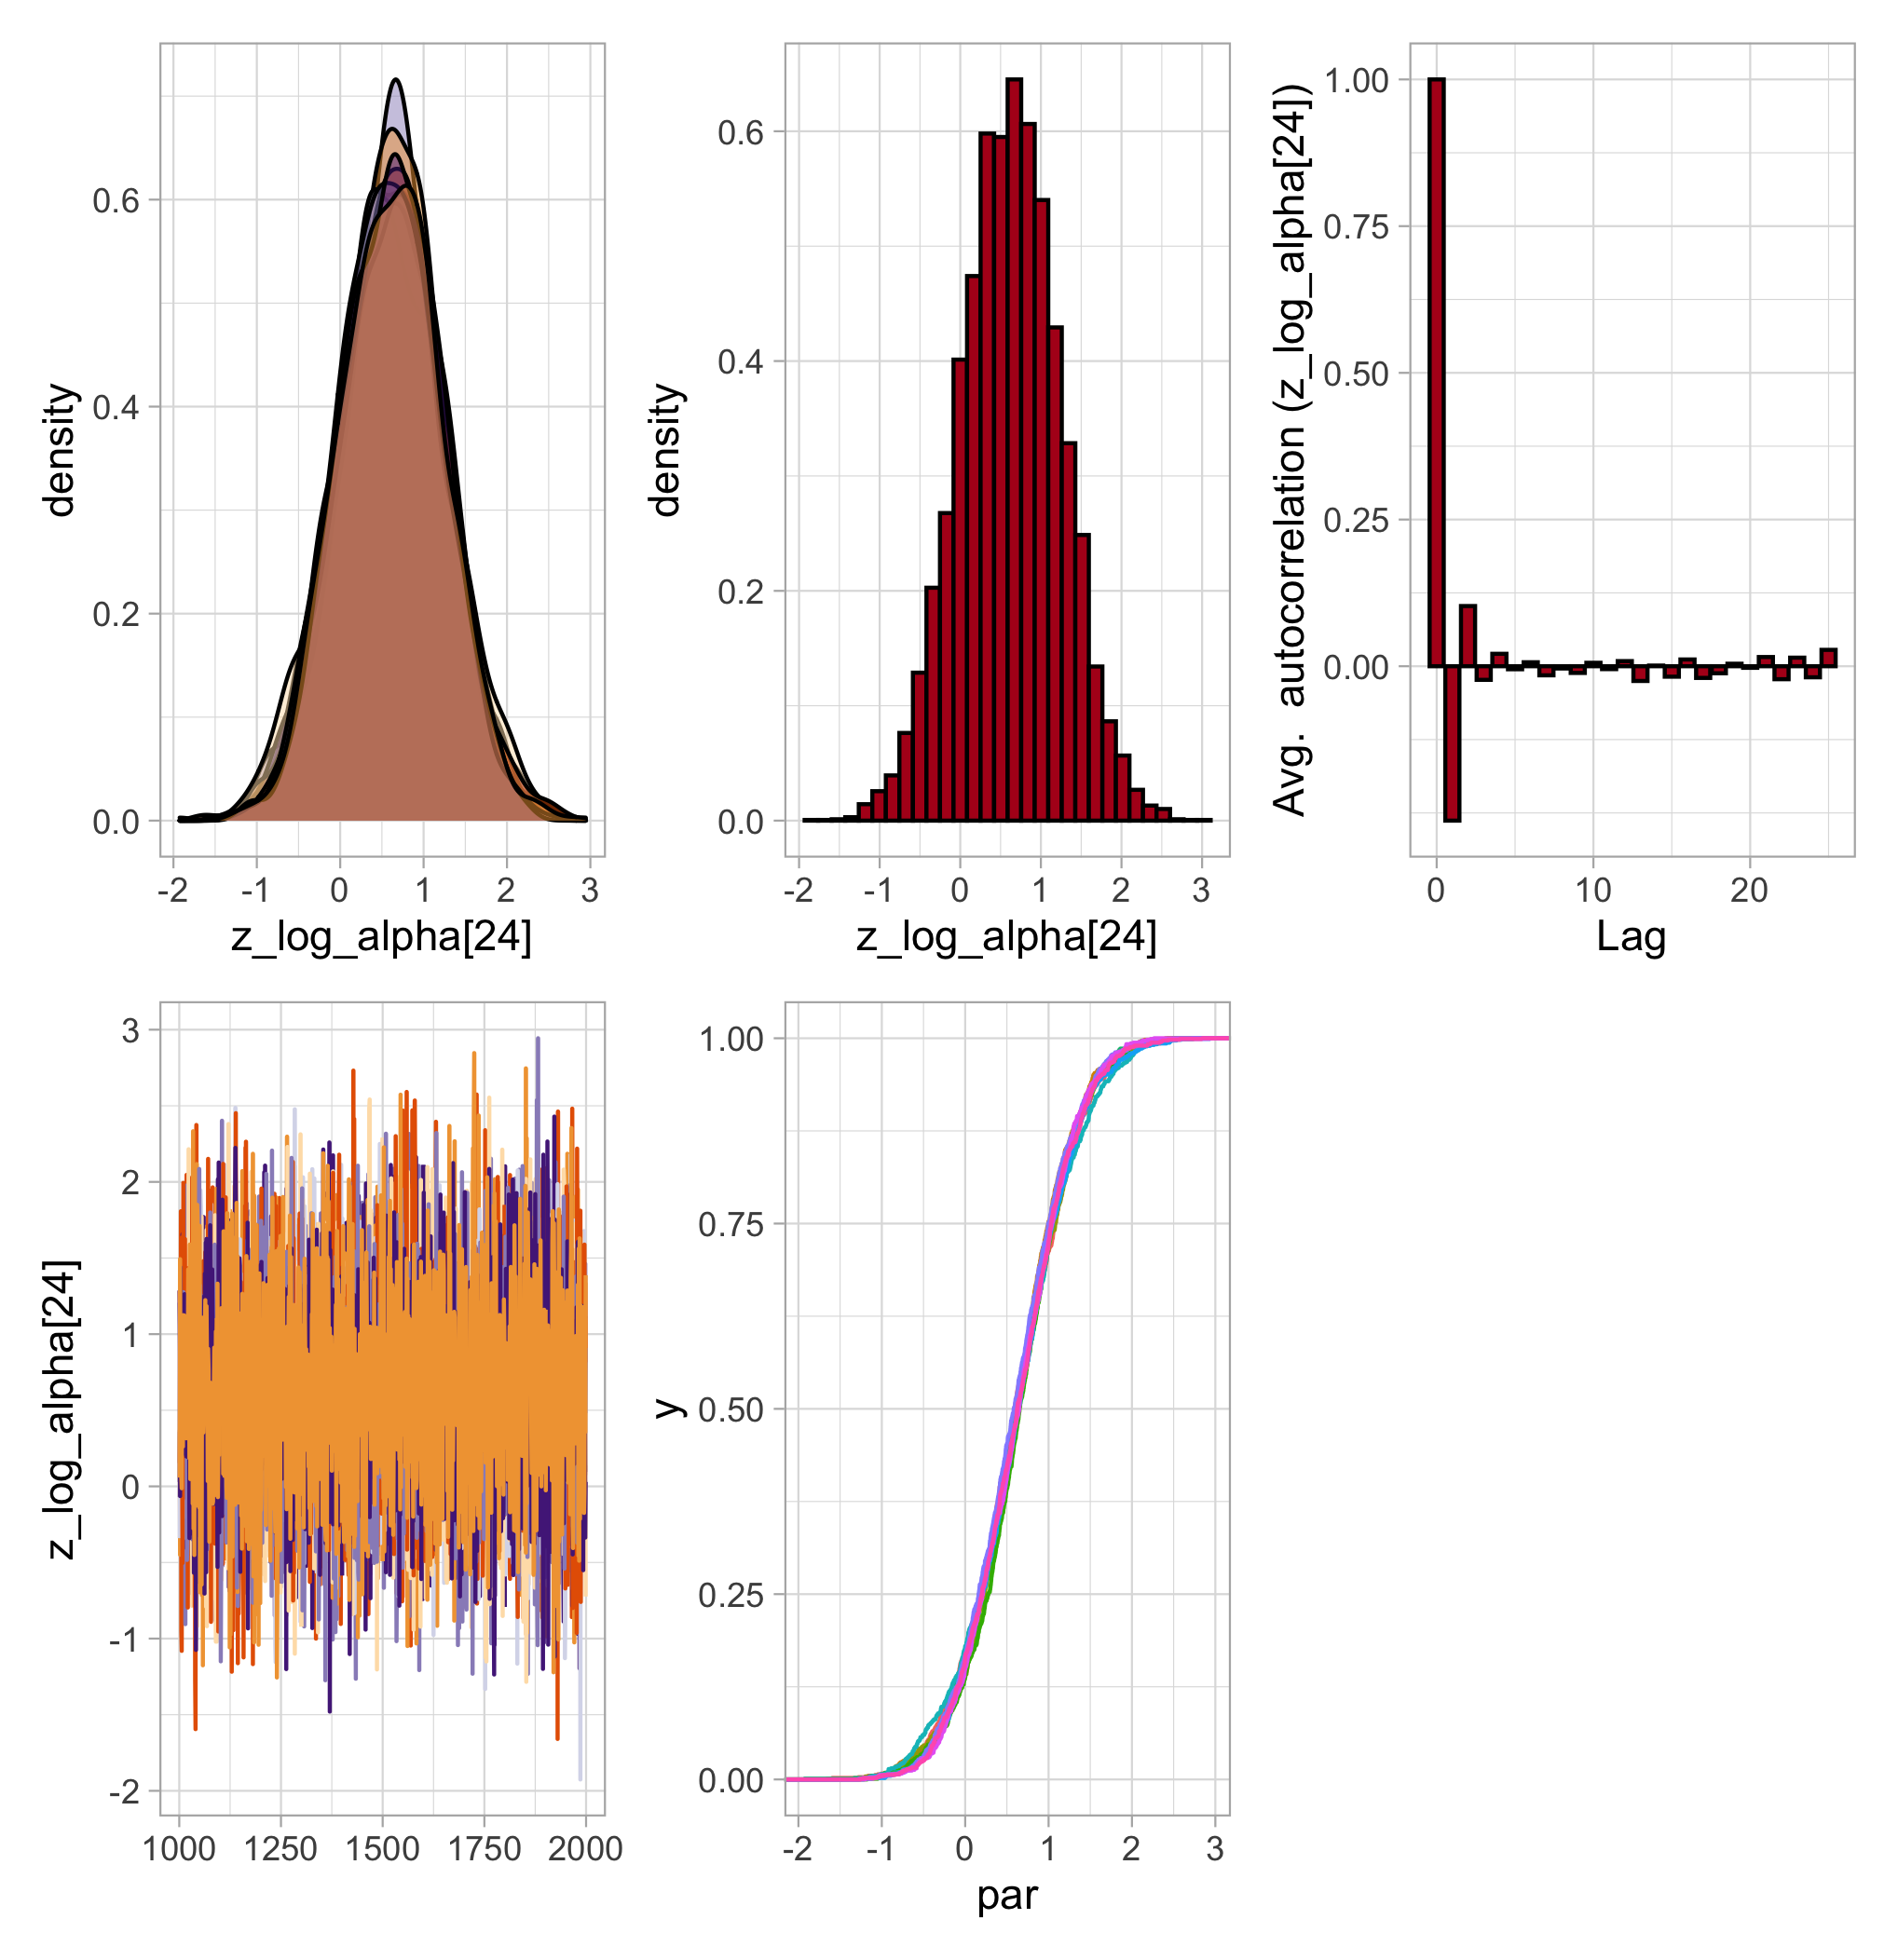 density
0.6
0.4
0.2
0.0
-2 -1 0 1 2 3
z_log_alpha[24]
density
0.6
0.4
0.2
0.0
-2 -1 0 1 2 3
z_log_alpha[24]
Avg. autocorrelation (z_log_alpha[24])
1.00
0.75
0.50
0.25
0.00
0 10 20
Lag
z_log_alpha[24]
3
2
1
0
-1
-2
1000 1250 1500 1750 2000
y
1.00
0.75
0.50
0.25
0.00
-2 -1 0 1 2 3
par